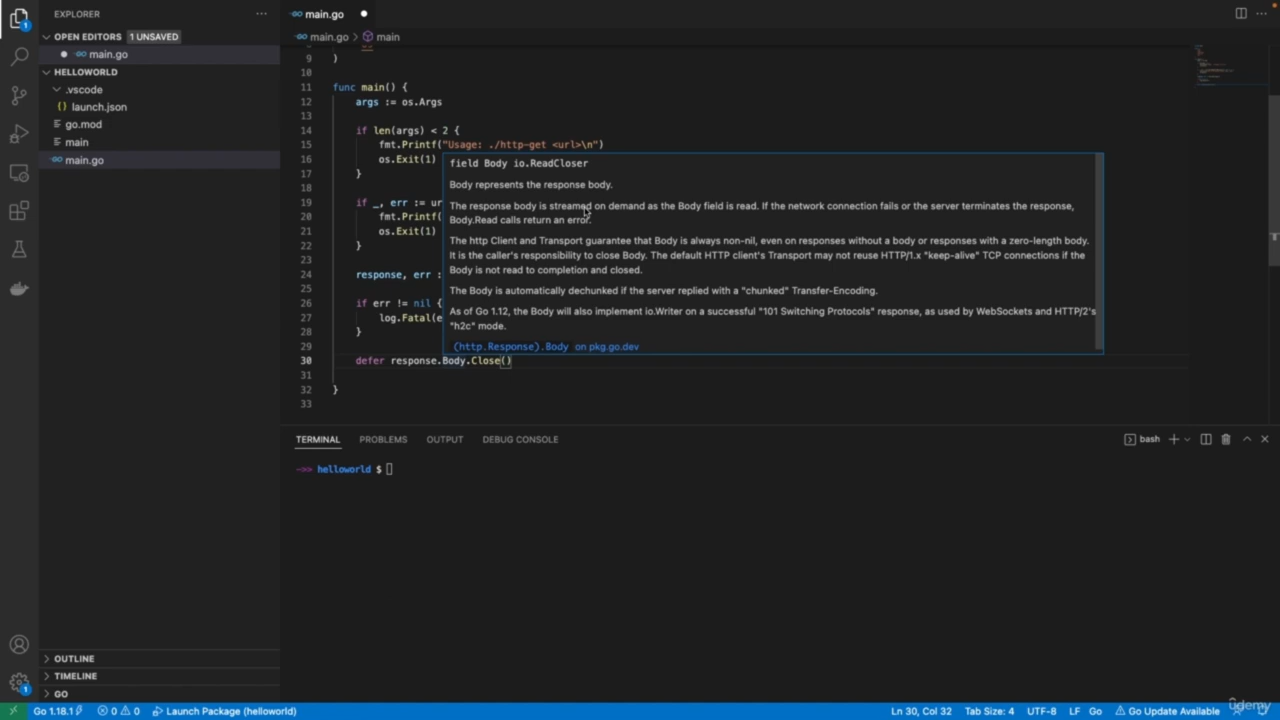 EXPLORER
OPEN EDITORS 1 UNSAVED
main.go
HELLOWORLD
.vscode
{} launch.json
go.mod
main
main.go
OUTLINE
TIMELINE
GO
main.go
main.go > main
9 )
10
11 func main() {
12 args := os.Args
13
14 if len(args) < 2 {
15 fmt.Printf("Usage: ./http-get <url>\n")
16 os.Exit(1)
17 }
18
19 if _, err := ur
20 fmt.Printf(
21 os.Exit(1)
22 }
23
24 response, err :
25
26 if err != nil {
27 log.Fatal(e
28 }
29
30 defer response.Body.Close()
31
32 }
33
field Body io.ReadCloser
Body represents the response body.
The response body is streamed on demand as the Body field is read. If the network connection fails or the server terminates the response,
Body.Read calls return an error.
The http Client and Transport guarantee that Body is always non-nil, even on responses without a body or responses with a zero-length body.
It is the caller's responsibility to close Body. The default HTTP client's Transport may not reuse HTTP/1.x "keep-alive" TCP connections if the
Body is not read to completion and closed.
The Body is automatically dechunked if the server replied with a "chunked" Transfer-Encoding.
As of Go 1.12, the Body will also implement io.Writer on a successful "101 Switching Protocols" response, as used by WebSockets and HTTP/2's
"h2c" mode.
(http.Response).Body on pkg.go.dev
TERMINAL PROBLEMS OUTPUT DEBUG CONSOLE
bash
~>> helloworld $
1
1
Go 1.18.1 0 0 Launch Package (helloworld)
Ln 30, Col 32 Tab Size: 4 UTF-8 LF Go Go Update Available
udemy